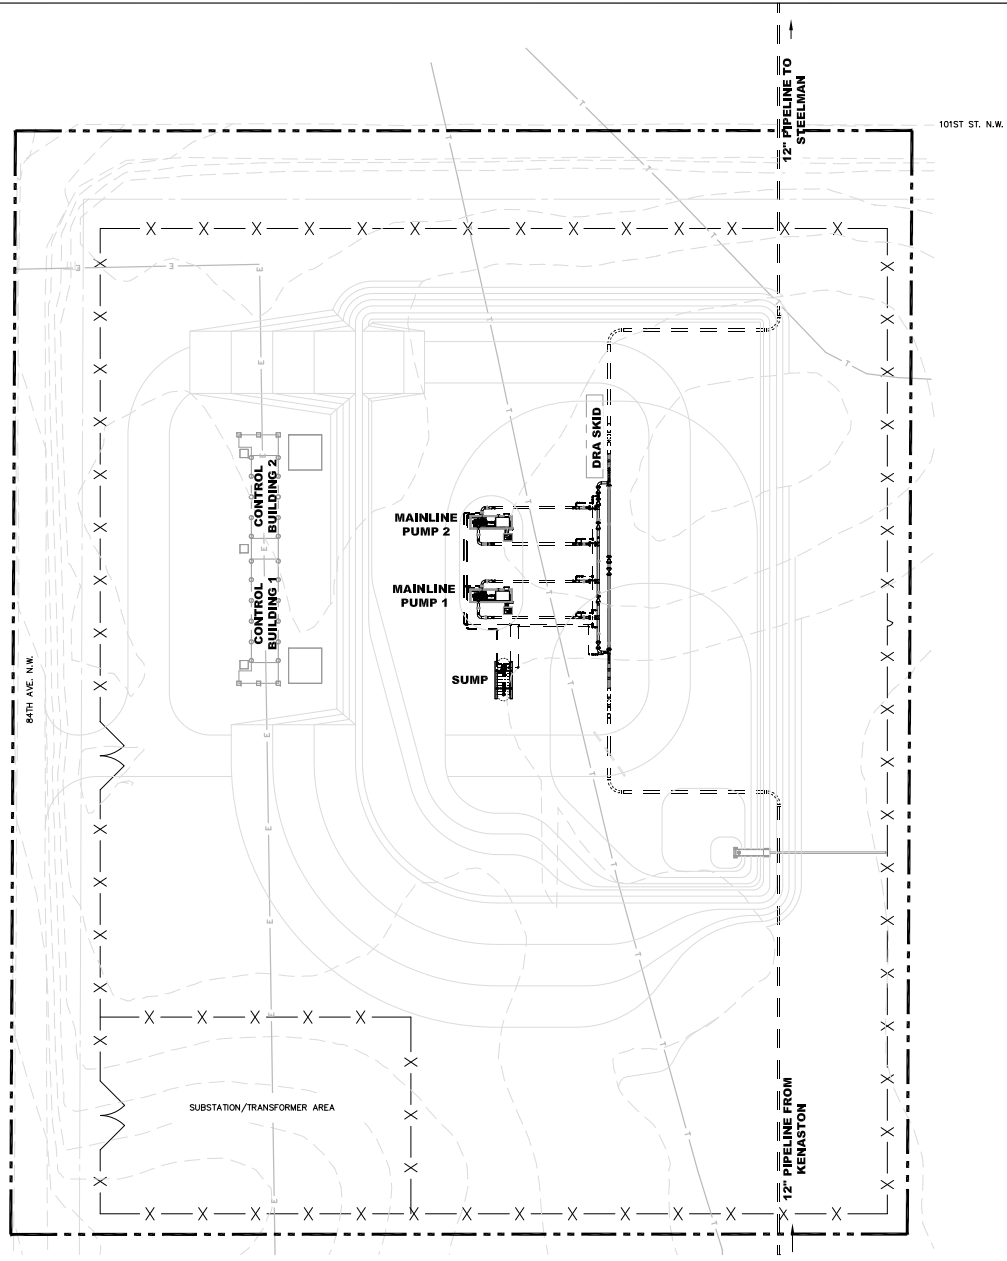 12" PIPELINE TO
STEELMAN
101ST ST. N.W.
DRA SKID
CONTROL
BUILDING 2
MAINLINE
PUMP 2
CONTROL
BUILDING 1
MAINLINE
PUMP 1
SUMP
84TH AVE. N.W.
SUBSTATION/TRANSFORMER AREA
12" PIPELINE FROM
KENASTON